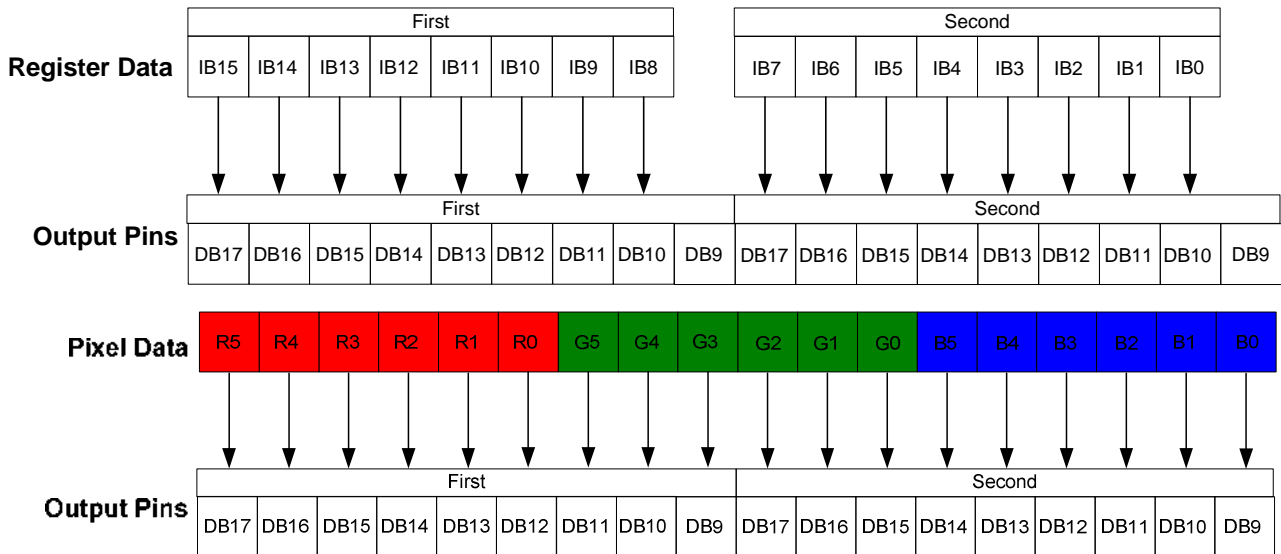 First Second
Register Data IB15 IB14 IB13 IB12 IB11 IB10 IB9 IB8 IB7 IB6 IB5 IB4 IB3 IB2 IB1 IB0
First Second
Output Pins DB17 DB16 DB15 DB14 DB13 DB12 DB11 DB10 DB9 DB17 DB16 DB15 DB14 DB13 DB12 DB11 DB10 DB9
Pixel Data R5 R4 R3 R2 R1 R0 G5 G4 G3 G2 G1 G0 B5 B4 B3 B2 B1 B0
First Second
Output Pins DB17 DB16 DB15 DB14 DB13 DB12 DB11 DB10 DB9 DB17 DB16 DB15 DB14 DB13 DB12 DB11 DB10 DB9